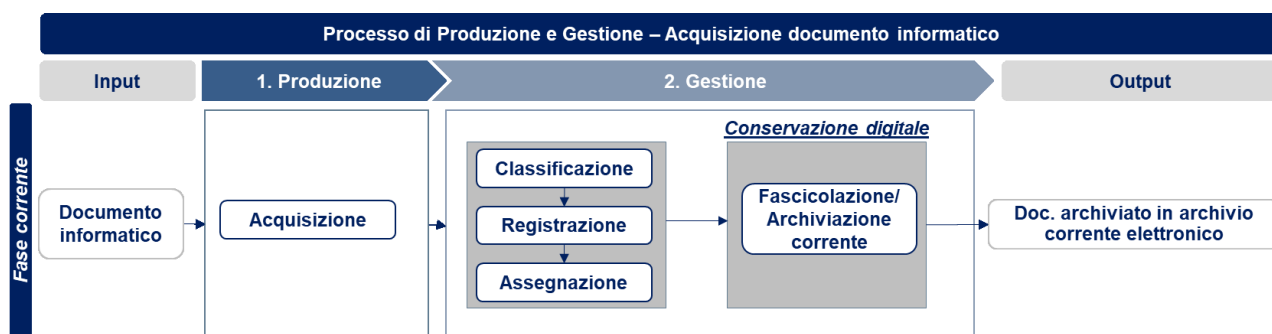 Processo di Produzione e Gestione – Acquisizione documento informatico
Input
1. Produzione
2. Gestione
Output
Fase corrente
Documento
informatico
Acquisizione
Classificazione
Registrazione
Assegnazione
Conservazione digitale
Fascicolazione/
Archiviazione
corrente
Doc. archiviato in archivio
corrente elettronico